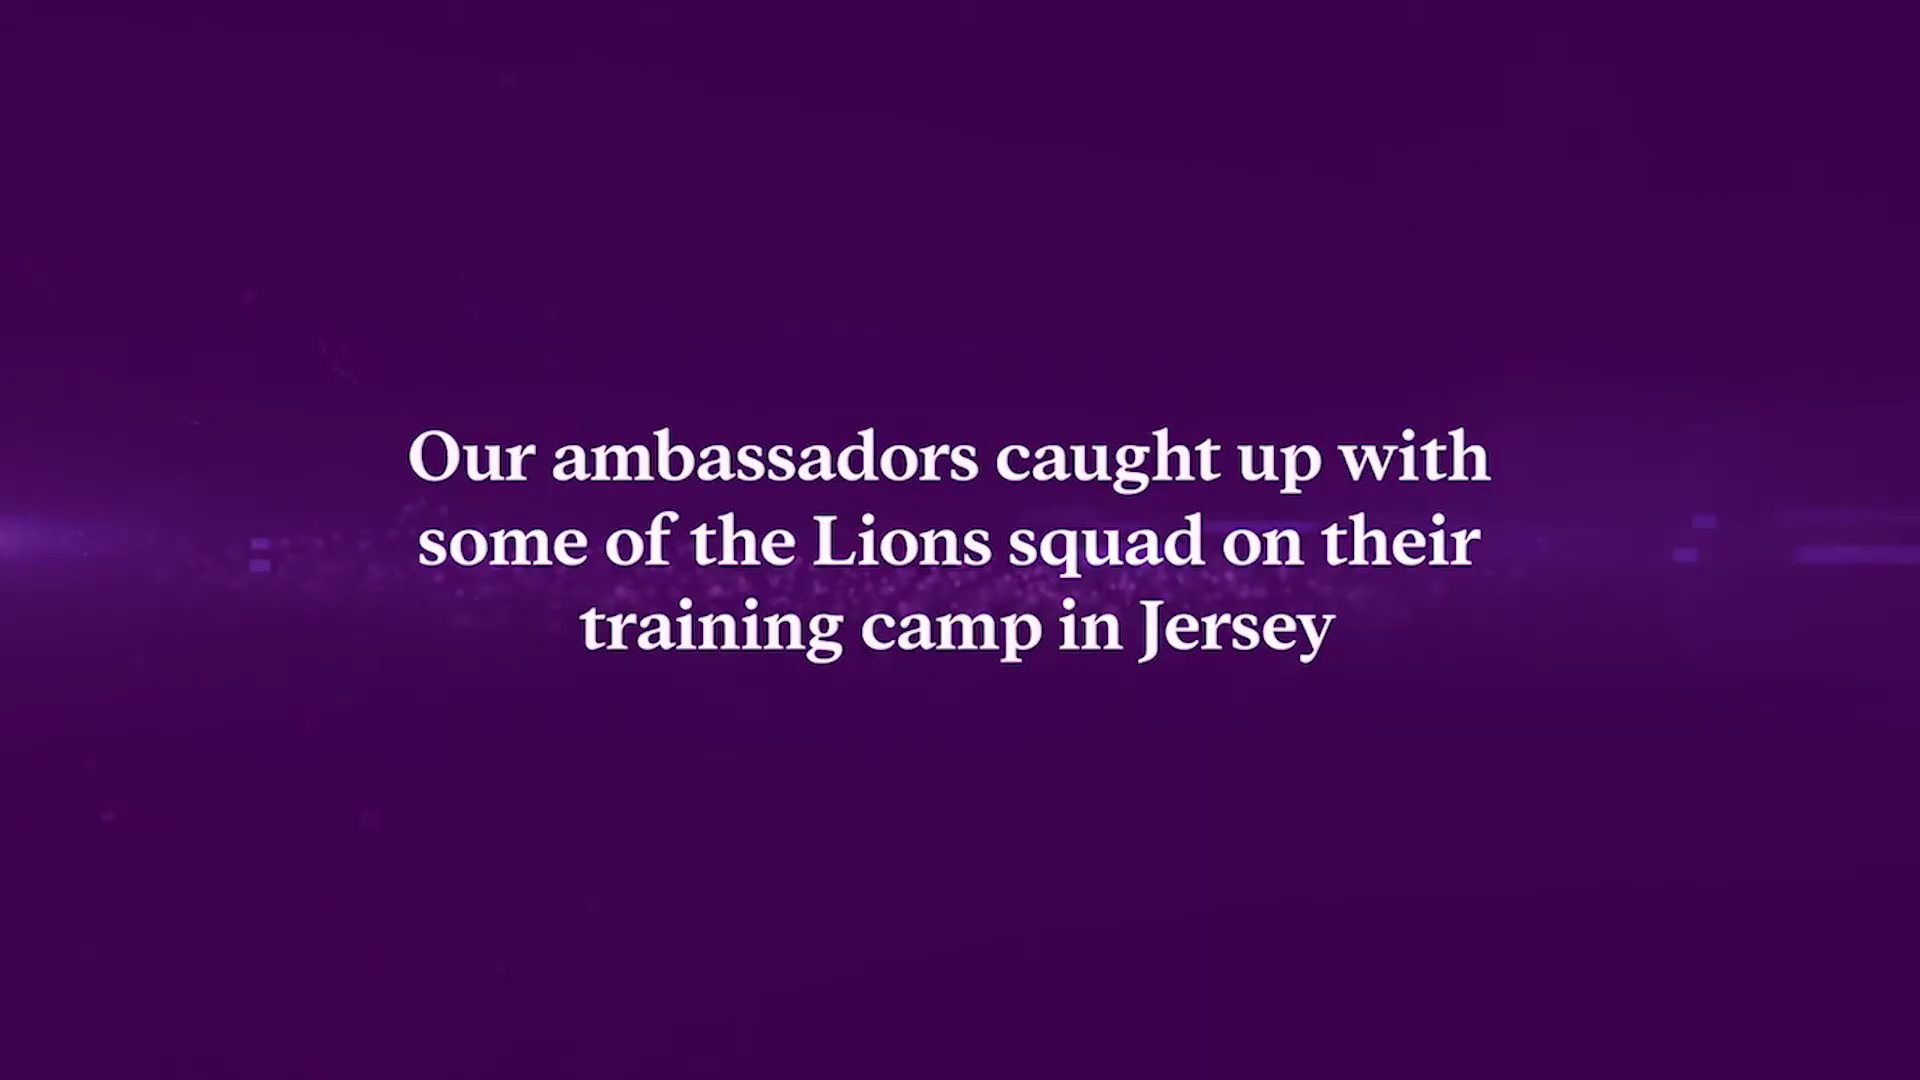 Our ambassadors caught up with
some of the Lions squad on their
training camp in Jersey